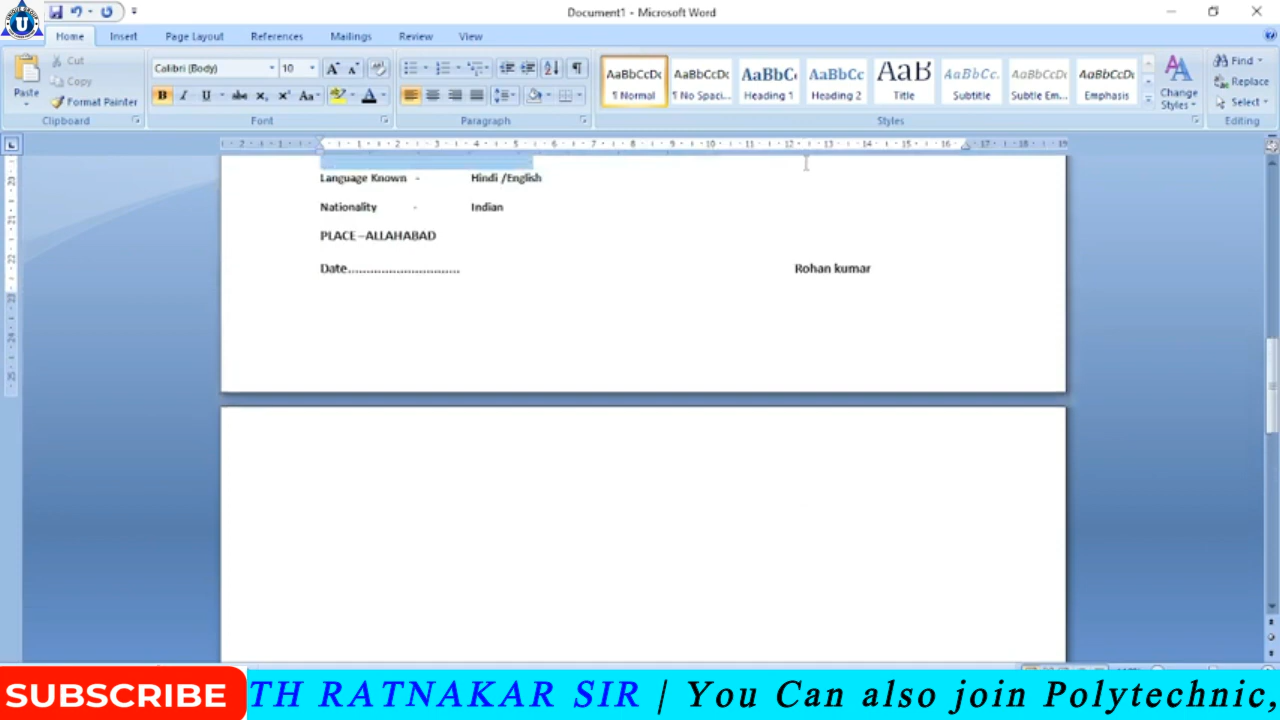 Document1 - Microsoft Word
Home Insert Page Layout References Mailings Review View
Paste
Cut
Copy
Format Painter
Clipboard
Calibri (Body) 10
Font
Paragraph
AaBbCcDc AaBbCcDc AaBbC AaBbCc AaB AaBbCc. AaBbCcDc AaBbCcDc
¶ Normal ¶ No Spaci... Heading 1 Heading 2 Title Subtitle Subtle Em... Emphasis
Change Styles
Styles
Find
Replace
Select
Editing
Language Known - Hindi /English
Nationality - Indian
PLACE –ALLAHABAD
Date..............................
Rohan kumar
SUBSCRIBE
TH RATNAKAR SIR | You Can also join Polytechnic,